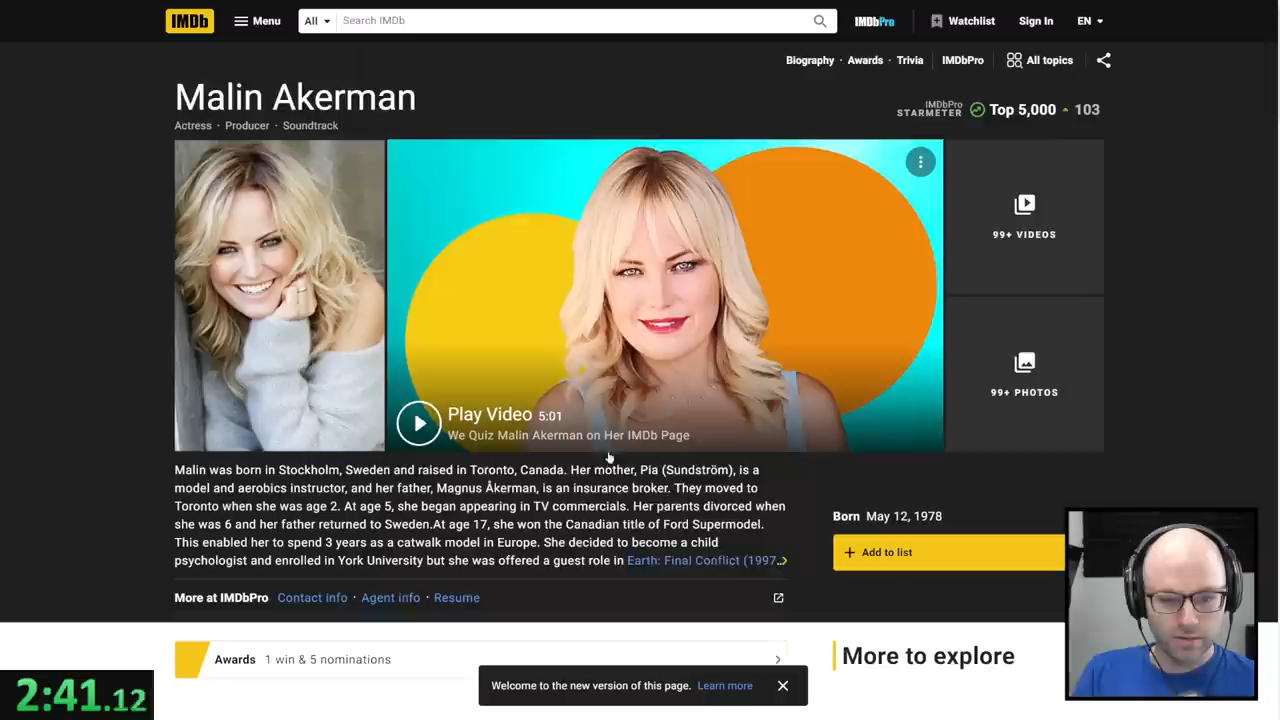 IMDb
Menu
All
Search IMDb
IMDbPro
Watchlist
Sign In
EN
Biography · Awards · Trivia
IMDbPro
All topics
Malin Akerman
Actress · Producer · Soundtrack
IMDbPro
STARMETER
Top 5,000
103
99+ VIDEOS
99+ PHOTOS
Play Video 5:01
We Quiz Malin Akerman on Her IMDb Page
Malin was born in Stockholm, Sweden and raised in Toronto, Canada. Her mother, Pia (Sundström), is a
model and aerobics instructor, and her father, Magnus Åkerman, is an insurance broker. They moved to
Toronto when she was age 2. At age 5, she began appearing in TV commercials. Her parents divorced when
she was 6 and her father returned to Sweden.At age 17, she won the Canadian title of Ford Supermodel.
This enabled her to spend 3 years as a catwalk model in Europe. She decided to become a child
psychologist and enrolled in York University but she was offered a guest role in Earth: Final Conflict (1997...
Born May 12, 1978
+ Add to list
More at IMDbPro
Contact info · Agent info · Resume
Awards 1 win & 5 nominations
More to explore
Welcome to the new version of this page. Learn more
2:41.12